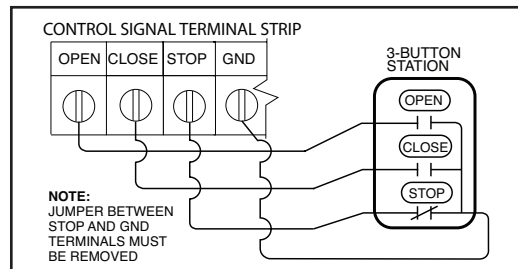 CONTROL SIGNAL TERMINAL STRIP
OPEN CLOSE STOP GND
3-BUTTON
STATION
OPEN
CLOSE
STOP
NOTE:
JUMPER BETWEEN
STOP AND GND
TERMINALS MUST
BE REMOVED